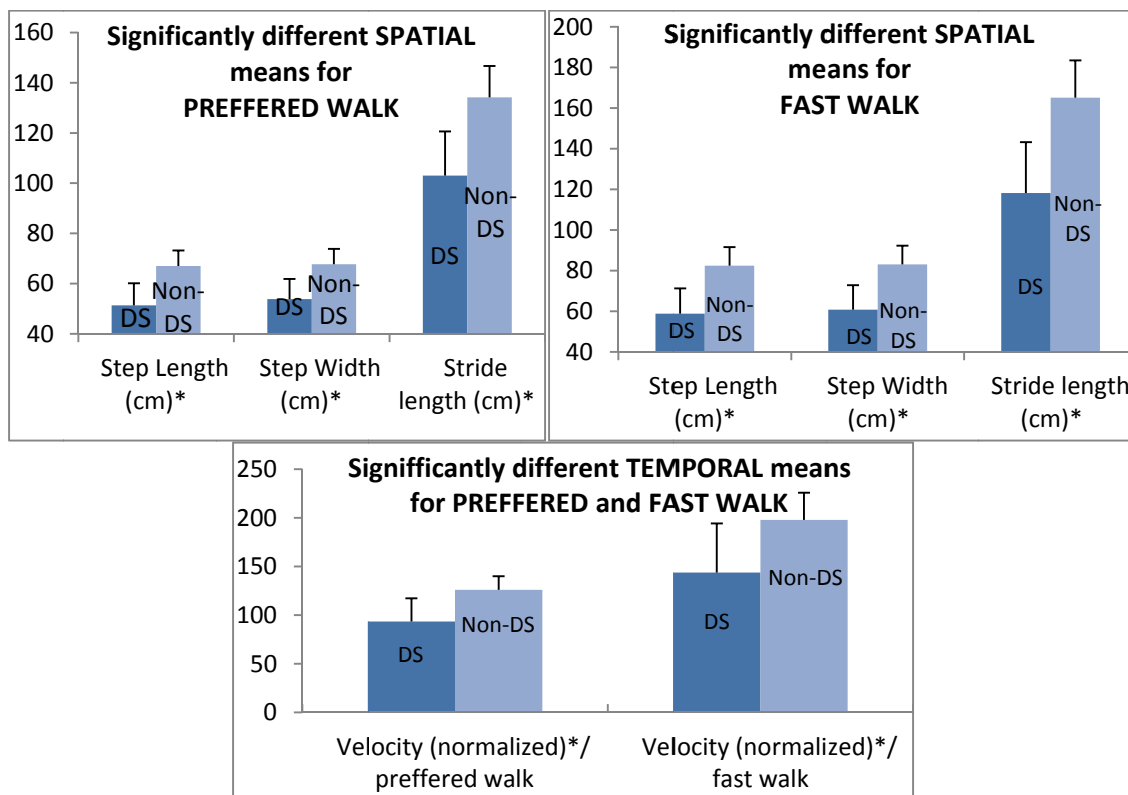 Significantly different SPATIAL
means for
PREFFERED WALK
160
140
120
100
80
60
40
DS
Non-
DS
DS
Non-
DS
DS
Non-
DS
Step Length
(cm)*
Step Width
(cm)*
Stride
length (cm)*
Significantly different SPATIAL
means for
FAST WALK
200
180
160
140
120
100
80
60
40
DS
Non-
DS
DS
Non-
DS
DS
Non-
DS
Step Length
(cm)*
Step Width
(cm)*
Stride length
(cm)*
Signifficantly different TEMPORAL means
for PREFFERED and FAST WALK
250
200
150
100
50
0
DS
Non-DS
DS
Non-DS
Velocity (normalized)*/
preffered walk
Velocity (normalized)*/
fast walk